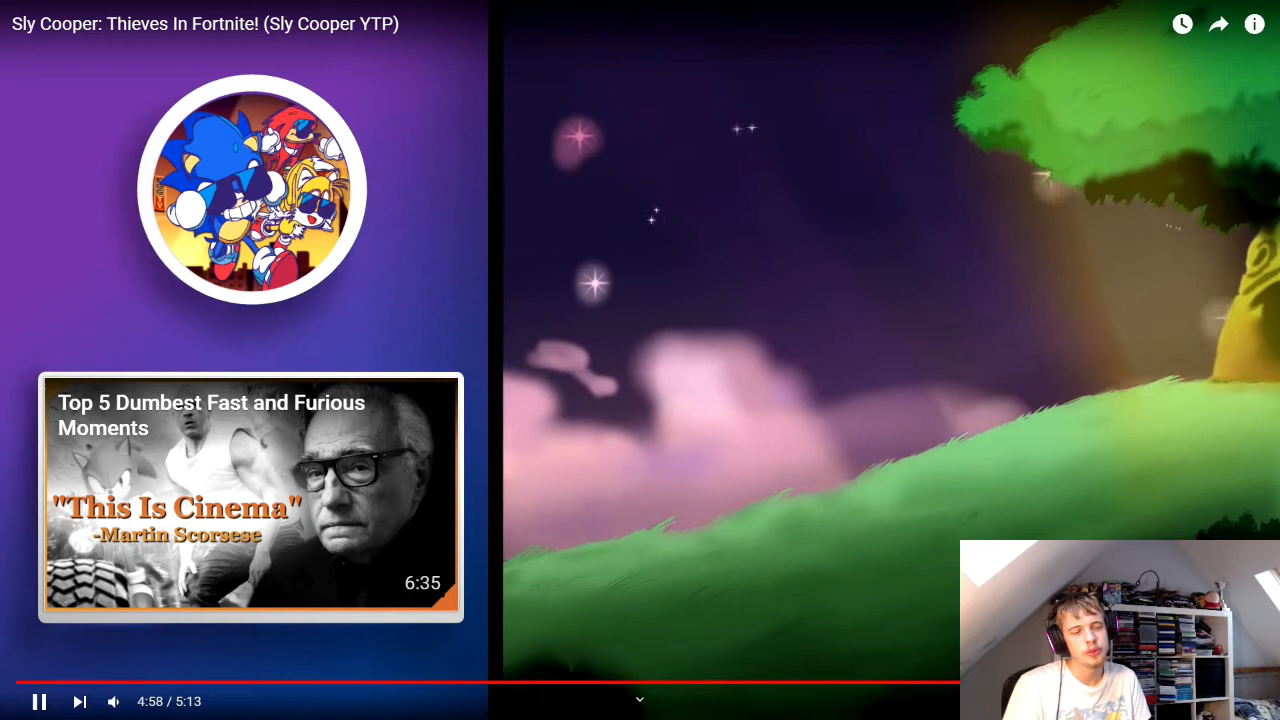 Sly Cooper: Thieves In Fortnite! (Sly Cooper YTP)
Top 5 Dumbest Fast and Furious
Moments
"This Is Cinema"
-Martin Scorsese
6:35
4:58 / 5:13